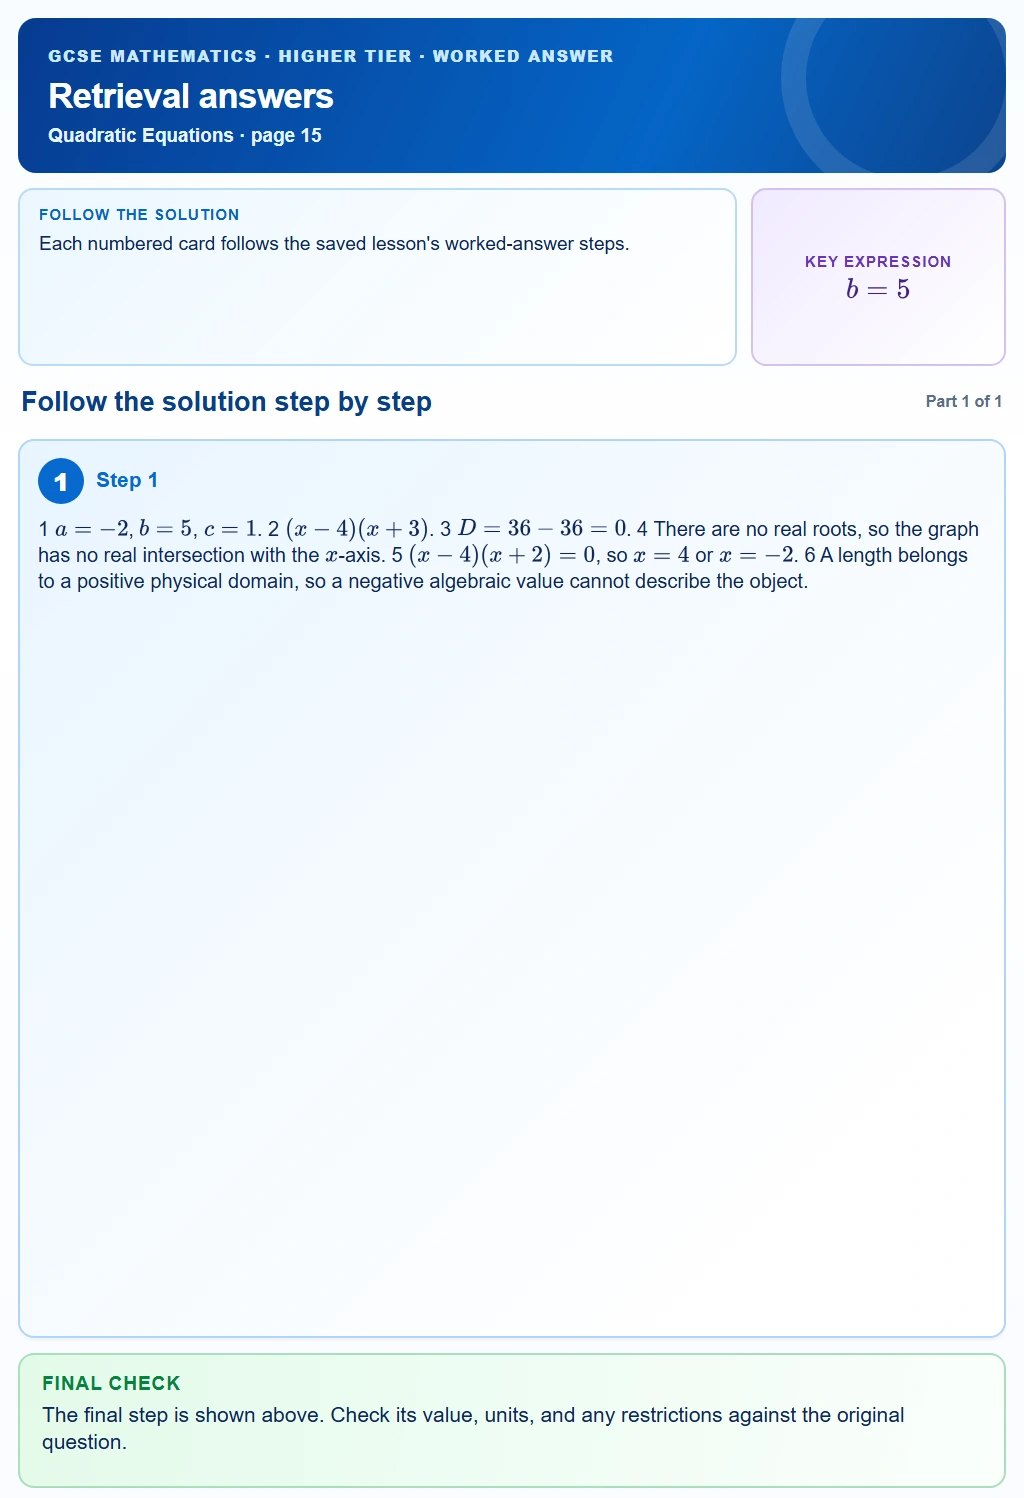 GCSE MATHEMATICS · HIGHER TIER · WORKED ANSWER
Retrieval answers
Quadratic Equations · page 15
FOLLOW THE SOLUTION
Each numbered card follows the saved lesson's worked-answer steps.
KEY EXPRESSION
b = 5
Follow the solution step by step
Part 1 of 1
1 Step 1
1 a = −2, b = 5, c = 1. 2 (x − 4)(x + 3). 3 D = 36 − 36 = 0. 4 There are no real roots, so the graph
has no real intersection with the x-axis. 5 (x − 4)(x + 2) = 0, so x = 4 or x = −2. 6 A length belongs
to a positive physical domain, so a negative algebraic value cannot describe the object.
FINAL CHECK
The final step is shown above. Check its value, units, and any restrictions against the original
question.